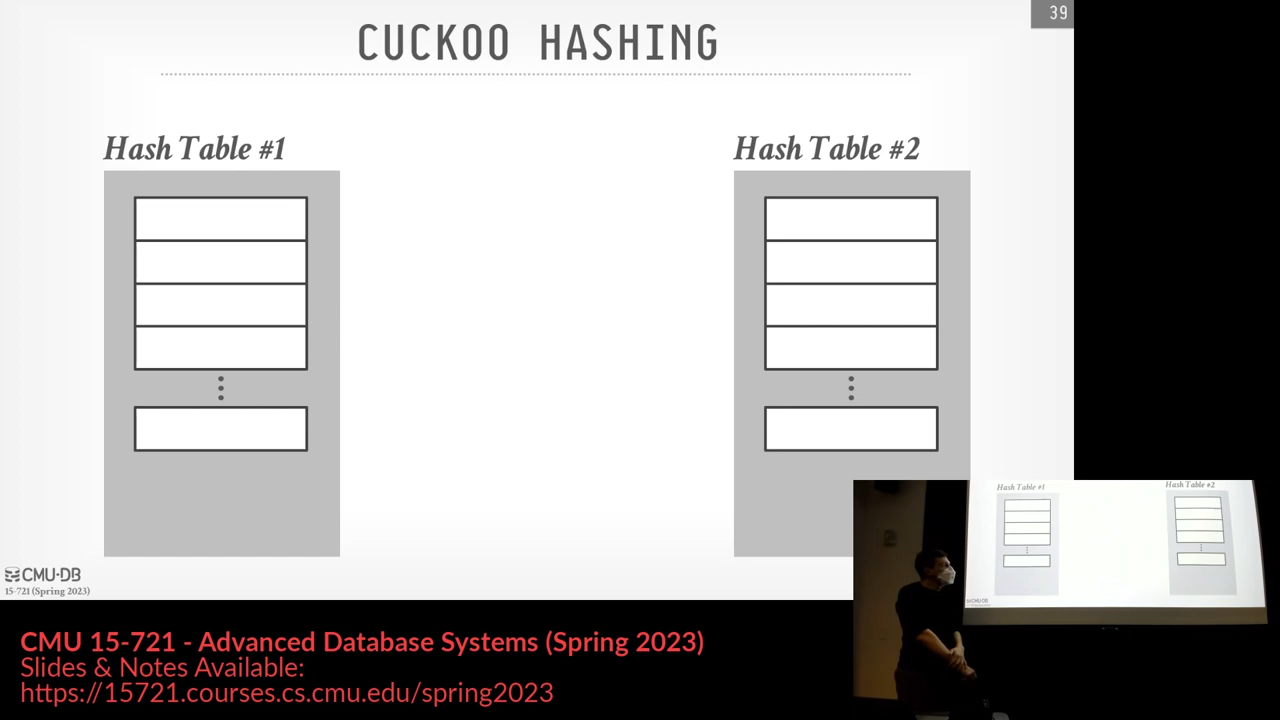 39
CUCKOO HASHING
Hash Table #1
Hash Table #2
CMU·DB
15-721 (Spring 2023)
Hash Table #1
Hash Table #2
CMU·DB
CMU 15-721 - Advanced Database Systems (Spring 2023)
Slides & Notes Available:
https://15721.courses.cs.cmu.edu/spring2023